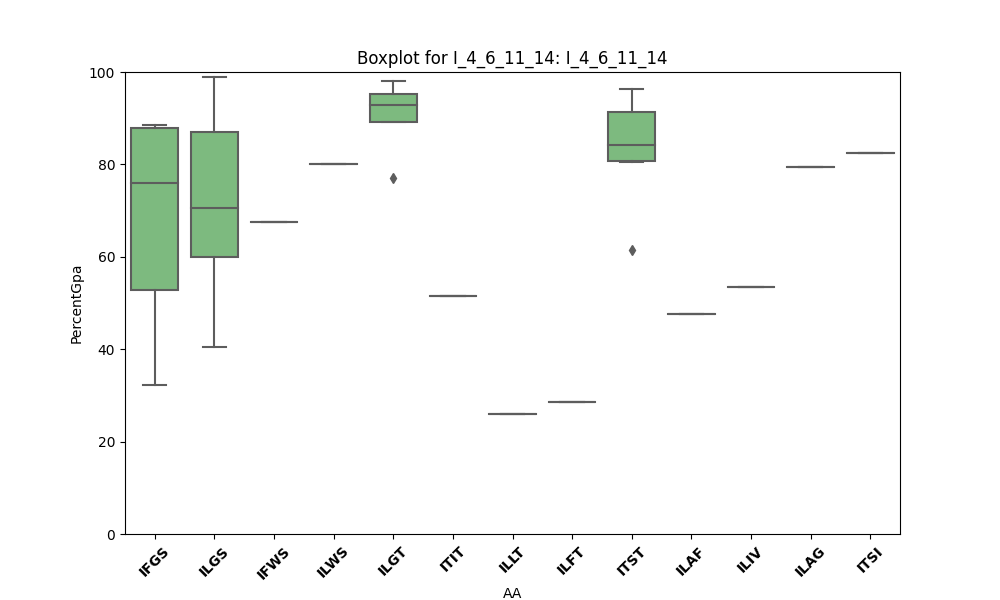 Boxplot for I_4_6_11_14: I_4_6_11_14
PercentGpa
100
80
60
40
20
0
IFGS ILGS IFWS ILWS ILGT ITIT ILLT ILFT ITST ILAF ILIV ILAG ITSI
AA